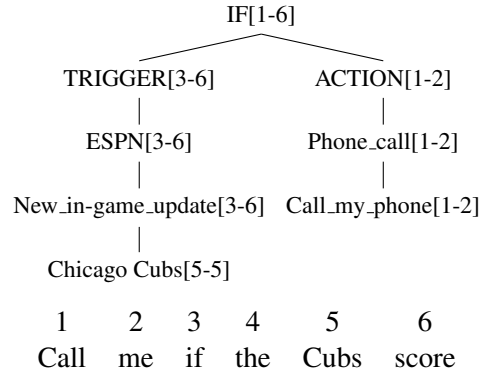 IF[1-6]
TRIGGER[3-6] ACTION[1-2]
ESPN[3-6] Phone_call[1-2]
New_in-game_update[3-6] Call_my_phone[1-2]
Chicago Cubs[5-5]
1 2 3 4 5 6
Call me if the Cubs score